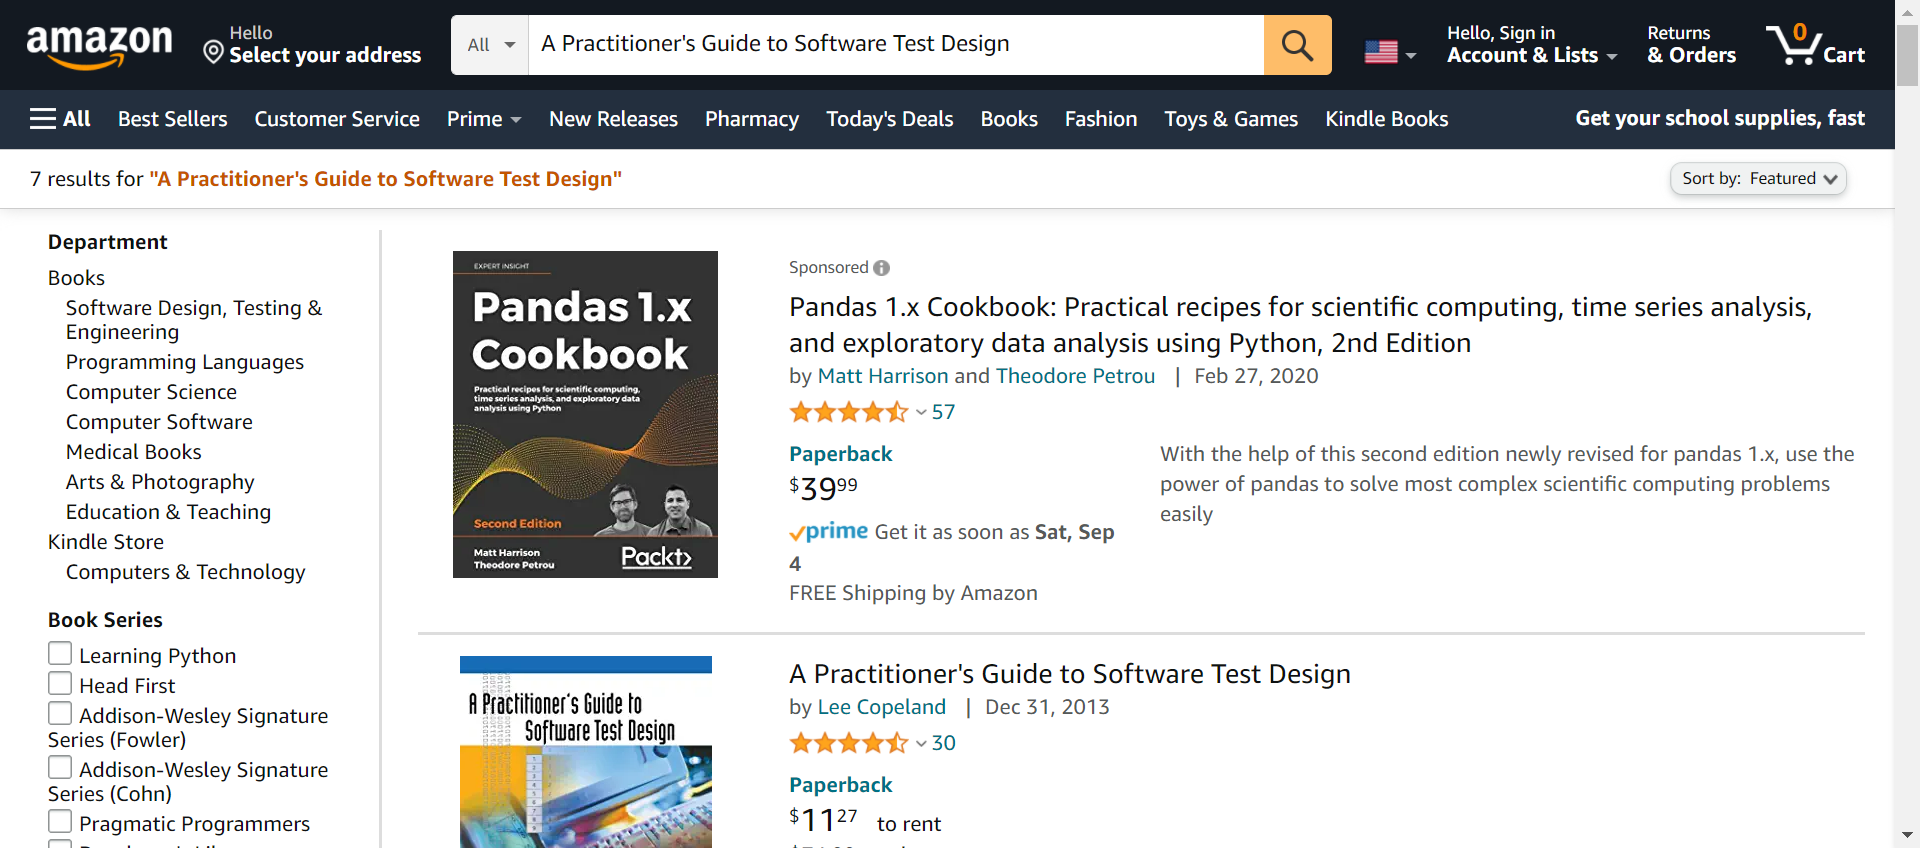 amazon
Hello
Select your address
All
A Practitioner's Guide to Software Test Design
Hello, Sign in
Account & Lists
Returns
& Orders
0
Cart
All
Best Sellers
Customer Service
Prime
New Releases
Pharmacy
Today's Deals
Books
Fashion
Toys & Games
Kindle Books
Get your school supplies, fast
7 results for "A Practitioner's Guide to Software Test Design"
Sort by: Featured
Department
Books
Software Design, Testing &
Engineering
Programming Languages
Computer Science
Computer Software
Medical Books
Arts & Photography
Education & Teaching
Kindle Store
Computers & Technology
Book Series
Learning Python
Head First
Addison-Wesley Signature
Series (Fowler)
Addison-Wesley Signature
Series (Cohn)
Pragmatic Programmers
EXPERT INSIGHT
Pandas 1.x
Cookbook
Practical recipes for scientific computing,
time series analysis, and exploratory data
analysis using Python
Second Edition
Matt Harrison
Theodore Petrou
Packt>
Sponsored
Pandas 1.x Cookbook: Practical recipes for scientific computing, time series analysis,
and exploratory data analysis using Python, 2nd Edition
by Matt Harrison and Theodore Petrou | Feb 27, 2020
57
Paperback
$39.99
prime Get it as soon as Sat, Sep
4
FREE Shipping by Amazon
With the help of this second edition newly revised for pandas 1.x, use the
power of pandas to solve most complex scientific computing problems
easily
A Practitioner's Guide to
Software Test Design
A Practitioner's Guide to Software Test Design
by Lee Copeland | Dec 31, 2013
30
Paperback
$11.27 to rent